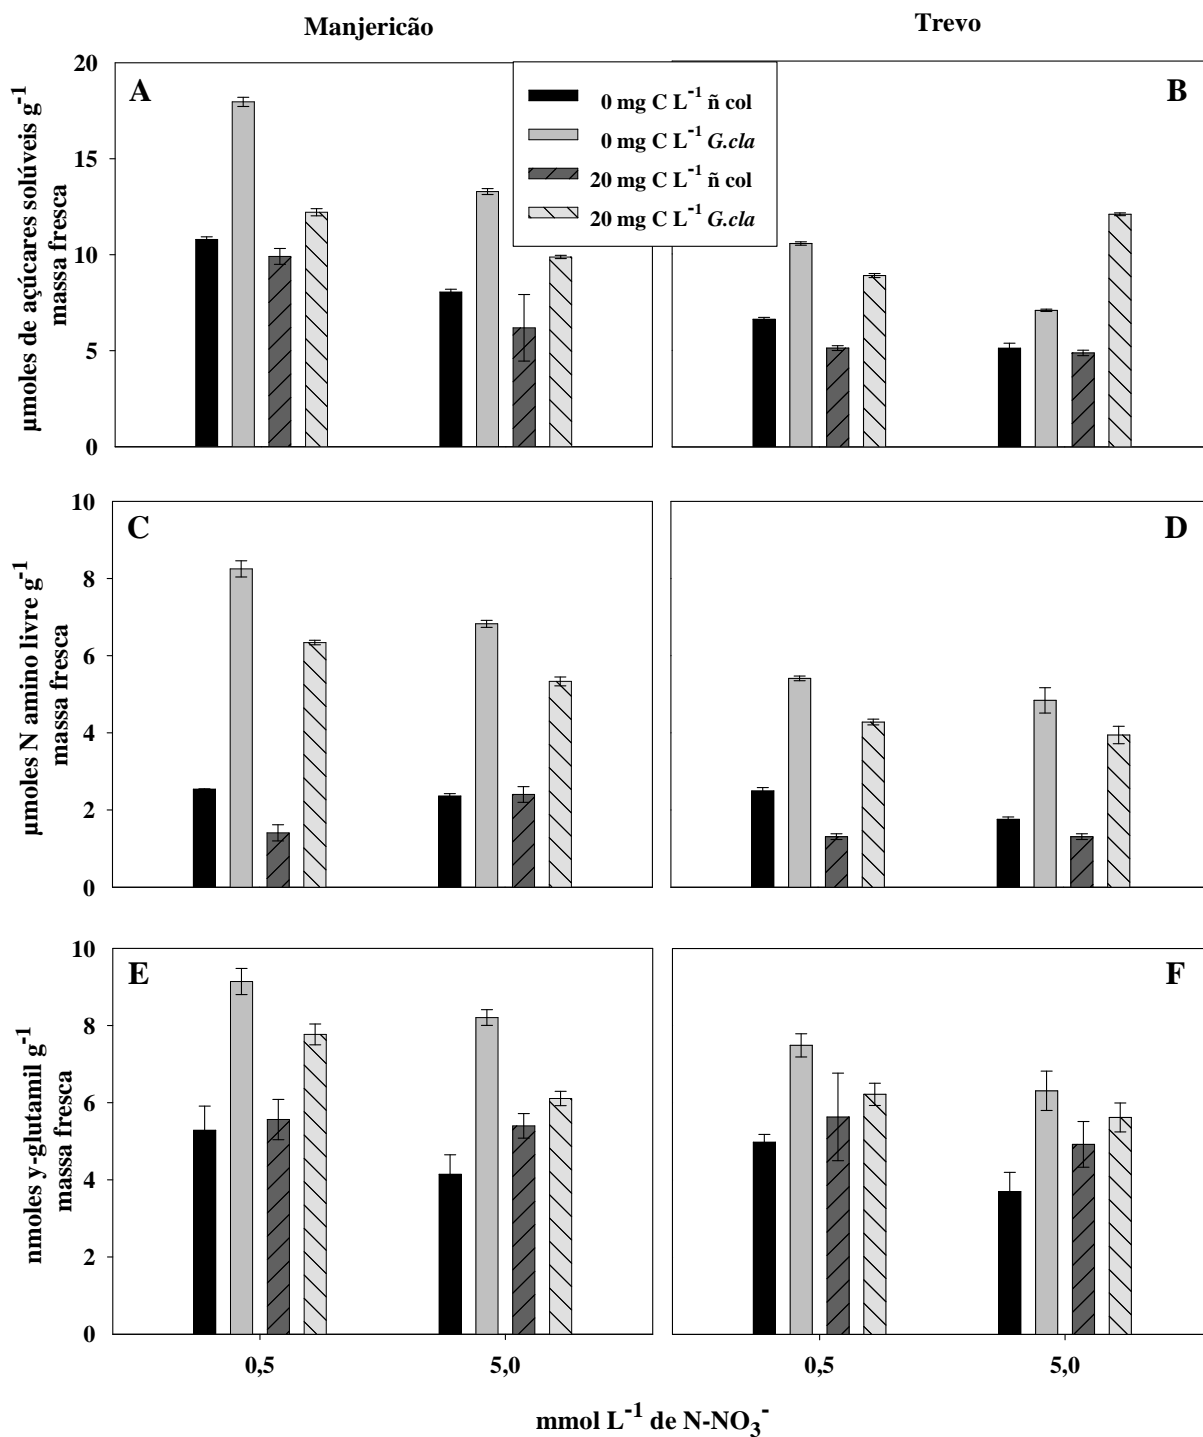 Manjericão
Trevo
µmoles de açúcares solúveis g⁻¹
massa fresca
20
15
10
5
0
A
B
0 mg C L⁻¹ ñ col
0 mg C L⁻¹ G.cla
20 mg C L⁻¹ ñ col
20 mg C L⁻¹ G.cla
µmoles N amino livre g⁻¹
massa fresca
10
8
6
4
2
0
C
D
nmoles y-glutamil g⁻¹
massa fresca
10
8
6
4
2
0
E
F
0,5
5,0
0,5
5,0
mmol L⁻¹ de N-NO₃⁻